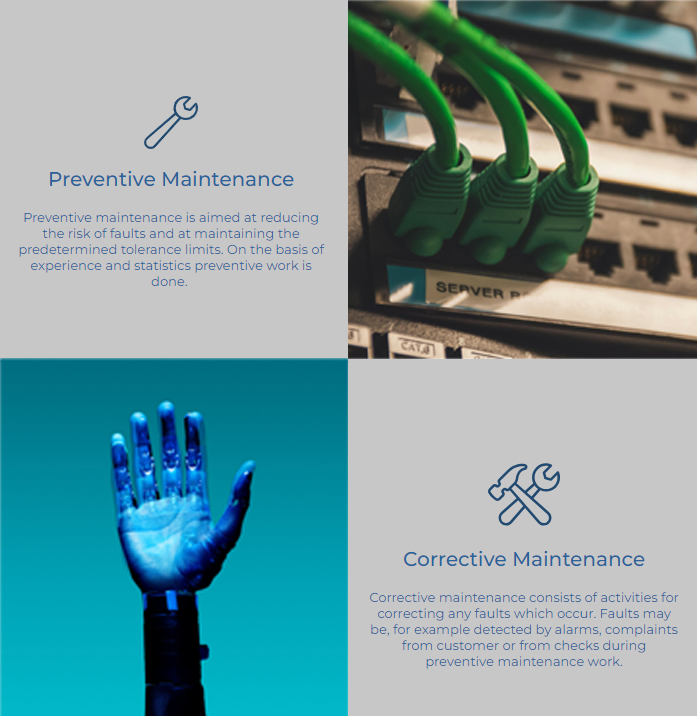 Preventive Maintenance
Preventive maintenance is aimed at reducing
the risk of faults and at maintaining the
predetermined tolerance limits. On the basis of
experience and statistics preventive work is
done.
SERVER
CAT.6
Corrective Maintenance
Corrective maintenance consists of activities for
correcting any faults which occur. Faults may
be, for example detected by alarms, complaints
from customer or from checks during
preventive maintenance work.